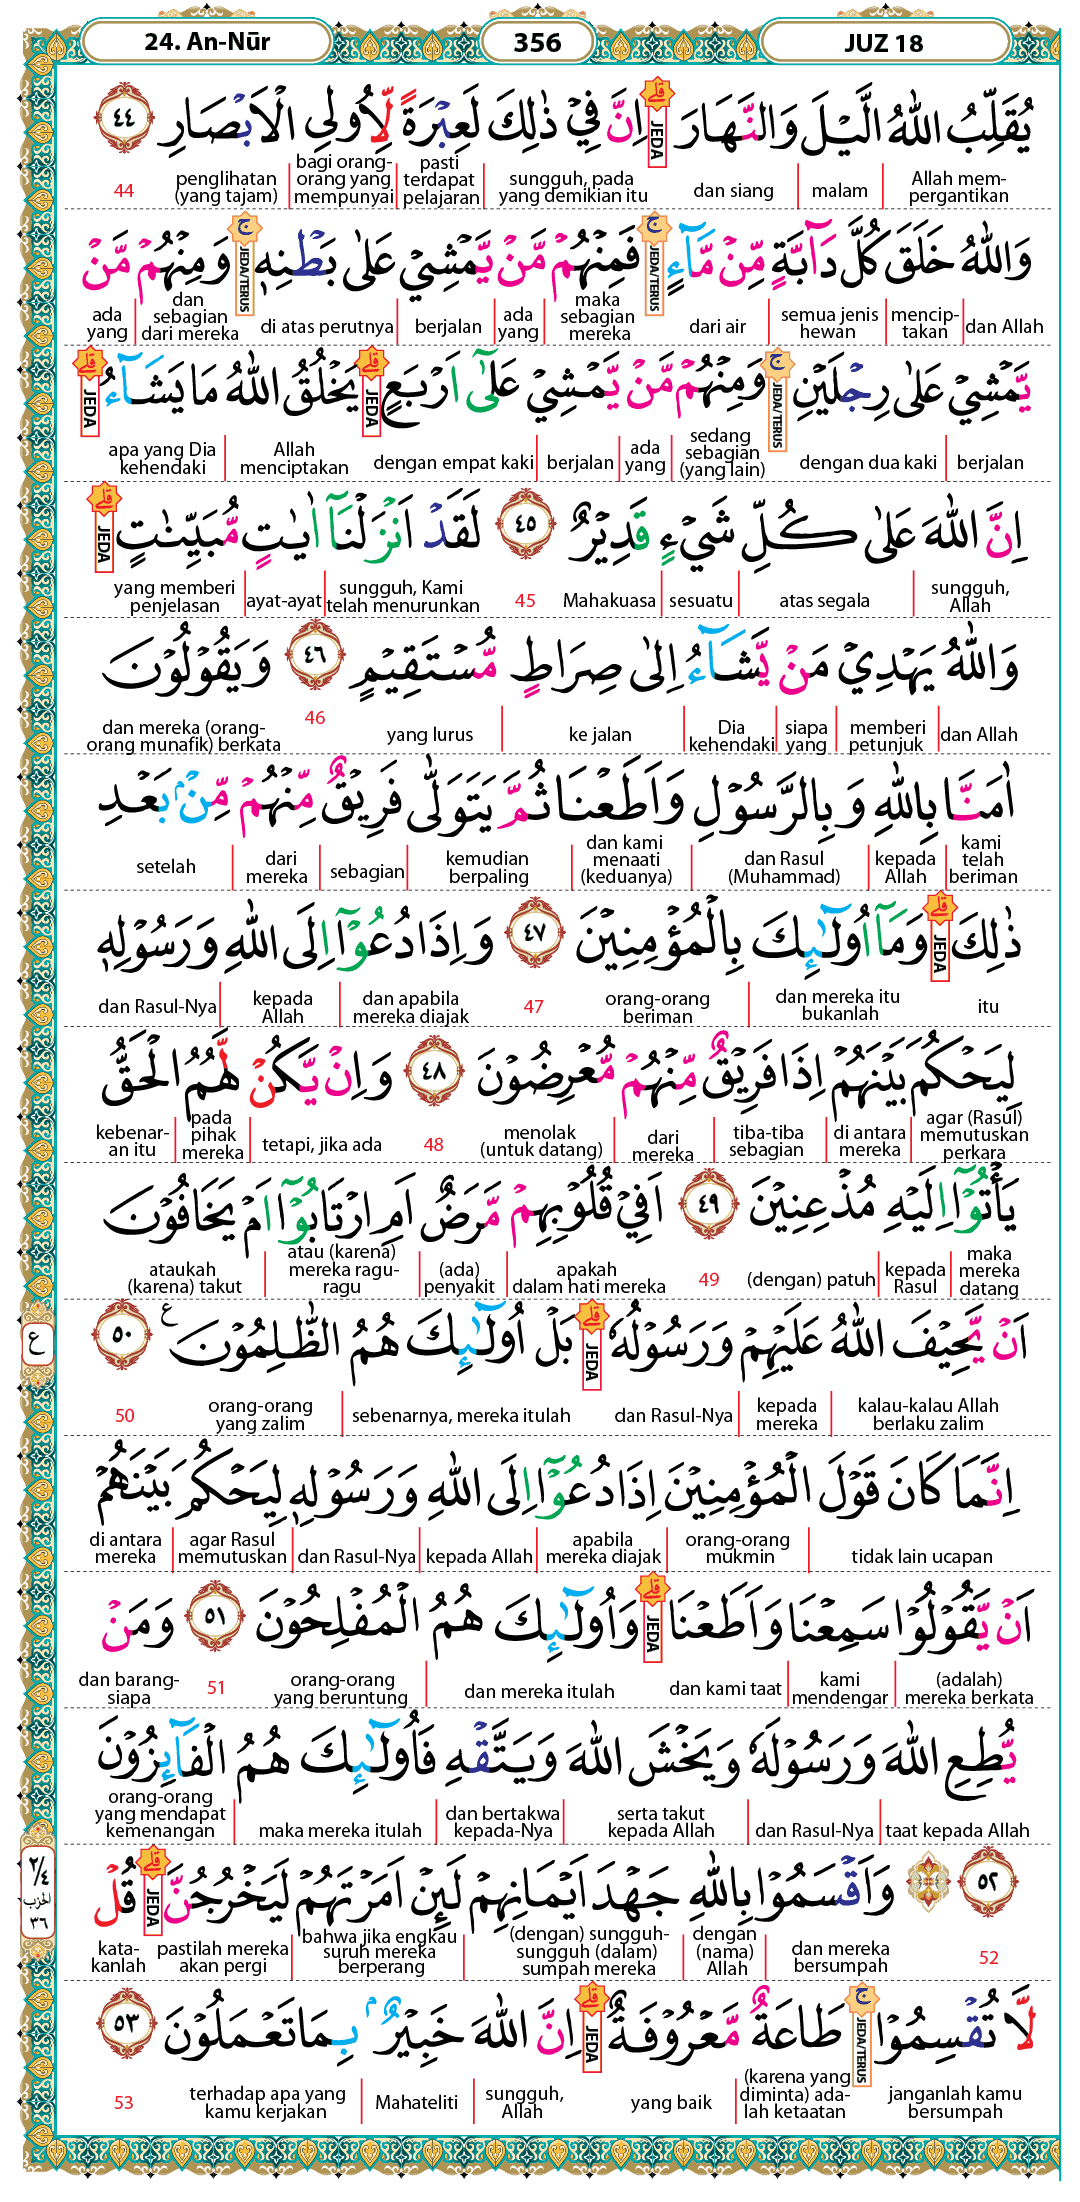 24. An-Nūr 356 JUZ 18
يُقَلِّبُ اللّٰهُ الَّيْلَ وَالنَّهَارَۗ اِنَّ فِيْ ذٰلِكَ لَعِبْرَةً لِّاُولِى الْاَبْصَارِ ٤٤
Allah mem-pergantikan | malam | dan siang | sungguh, pada yang demikian itu | pasti terdapat pelajaran | bagi orang-orang yang mempunyai | penglihatan (yang tajam) 44
وَاللّٰهُ خَلَقَ كُلَّ دَاۤبَّةٍ مِّنْ مَّاۤءٍۚ فَمِنْهُمْ مَّنْ يَّمْشِيْ عَلٰى بَطْنِهٖۚ وَمِنْهُمْ مَّنْ
dan Allah | mencip-takan | semua jenis hewan | dari air | maka sebagian mereka | ada yang | berjalan | di atas perutnya | dan sebagian dari mereka | ada yang
يَّمْشِيْ عَلٰى رِجْلَيْنِۚ وَمِنْهُمْ مَّنْ يَّمْشِيْ عَلٰٓى اَرْبَعٍۗ يَخْلُقُ اللّٰهُ مَا يَشَاۤءُۗ
berjalan | dengan dua kaki | sedang sebagian (yang lain) | ada yang | berjalan | dengan empat kaki | Allah menciptakan | apa yang Dia kehendaki
اِنَّ اللّٰهَ عَلٰى كُلِّ شَيْءٍ قَدِيْرٌ ٤٥ لَقَدْ اَنْزَلْنَآ اٰيٰتٍ مُّبَيِّنٰتٍۗ
sungguh, Allah | atas segala | sesuatu | Mahakuasa 45 sungguh, Kami telah menurunkan | ayat-ayat | yang memberi penjelasan
وَاللّٰهُ يَهْدِيْ مَنْ يَّشَاۤءُ اِلٰى صِرَاطٍ مُّسْتَقِيْمٍ ٤٦ وَيَقُوْلُوْنَ
dan Allah | memberi petunjuk | siapa yang | Dia kehendaki | ke jalan | yang lurus 46 dan mereka (orang-orang munafik) berkata
اٰمَنَّا بِاللّٰهِ وَبِالرَّسُوْلِ وَاَطَعْنَا ثُمَّ يَتَوَلّٰى فَرِيْقٌ مِّنْهُمْ مِّنْۢ بَعْدِ
kami telah beriman | kepada Allah | dan Rasul (Muhammad) | dan kami menaati (keduanya) | kemudian berpaling | sebagian | dari mereka | setelah
ذٰلِكَۗ وَمَآ اُولٰۤىِٕكَ بِالْمُؤْمِنِيْنَ ٤٧ وَاِذَا دُعُوْٓا اِلَى اللّٰهِ وَرَسُوْلِهٖ
itu dan mereka itu bukanlah | orang-orang beriman 47 dan apabila mereka diajak | kepada Allah | dan Rasul-Nya
لِيَحْكُمَ بَيْنَهُمْ اِذَا فَرِيْقٌ مِّنْهُمْ مُّعْرِضُوْنَ ٤٨ وَاِنْ يَّكُنْ لَّهُمُ الْحَقُّ
agar (Rasul) memutuskan perkara | di antara mereka | tiba-tiba sebagian | dari mereka | menolak (untuk datang) 48 tetapi, jika ada | pada pihak mereka | kebenar-an itu
يَأْتُوْٓا اِلَيْهِ مُذْعِنِيْنَ ٤٩ اَفِيْ قُلُوْبِهِمْ مَّرَضٌ اَمِ ارْتَابُوْٓا اَمْ يَخَافُوْنَ
maka mereka datang | kepada Rasul | (dengan) patuh 49 apakah dalam hati mereka | (ada) penyakit | atau (karena) mereka ragu-ragu | ataukah (karena) takut
اَنْ يَّحِيْفَ اللّٰهُ عَلَيْهِمْ وَرَسُوْلُهٗۗ بَلْ اُولٰۤىِٕكَ هُمُ الظّٰلِمُوْنَ ع ٥٠ ع
kalau-kalau Allah berlaku zalim | kepada mereka | dan Rasul-Nya sebenarnya, mereka itulah | orang-orang yang zalim 50
اِنَّمَا كَانَ قَوْلَ الْمُؤْمِنِيْنَ اِذَا دُعُوْٓا اِلَى اللّٰهِ وَرَسُوْلِهٖ لِيَحْكُمَ بَيْنَهُمْ
tidak lain ucapan | orang-orang mukmin | apabila mereka diajak | kepada Allah | dan Rasul-Nya | agar Rasul memutuskan | di antara mereka
اَنْ يَّقُوْلُوْا سَمِعْنَا وَاَطَعْنَاۗ وَاُولٰۤىِٕكَ هُمُ الْمُفْلِحُوْنَ ٥١ وَمَنْ
(adalah) mereka berkata | kami mendengar | dan kami taat dan mereka itulah | orang-orang yang beruntung 51 dan barang-siapa
يُّطِعِ اللّٰهَ وَرَسُوْلَهٗ وَيَخْشَ اللّٰهَ وَيَتَّقْهِ فَاُولٰۤىِٕكَ هُمُ الْفَاۤىِٕزُوْنَ
taat kepada Allah | dan Rasul-Nya | serta takut kepada Allah | dan bertakwa kepada-Nya | maka mereka itulah | orang-orang yang mendapat kemenangan
٥٢ وَاَقْسَمُوْا بِاللّٰهِ جَهْدَ اَيْمَانِهِمْ لَىِٕنْ اَمَرْتَهُمْ لَيَخْرُجُنَّۗ قُلْ ٢/٤ الحزب ٣٦
52 dan mereka bersumpah | dengan (nama) Allah | (dengan) sungguh-sungguh (dalam) sumpah mereka | bahwa jika engkau suruh mereka berperang | pastilah mereka akan pergi kata-kanlah
لَّا تُقْسِمُوْاۚ طَاعَةٌ مَّعْرُوْفَةٌۗ اِنَّ اللّٰهَ خَبِيْرٌۢ بِمَا تَعْمَلُوْنَ ٥٣
janganlah kamu bersumpah (karena yang diminta) ada-lah ketaatan | yang baik sungguh, Allah | Mahateliti | terhadap apa yang kamu kerjakan 53